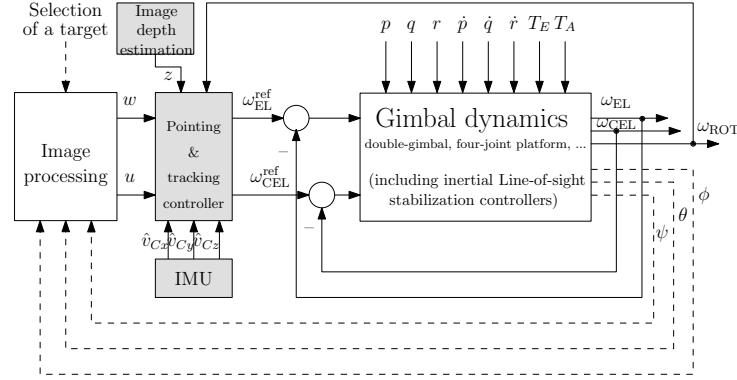 Selection
of a target
Image
depth
estimation
z
p q r ṗ q̇ ṙ T_E T_A
w
u
Image
processing
Pointing
&
tracking
controller
ω_EL^ref
ω_CEL^ref
−
−
Gimbal dynamics
double-gimbal, four-joint platform, ...
(including inertial Line-of-sight
stabilization controllers)
ω_EL
ω_CEL
ω_ROT
ϕ
θ
ψ
v̂_Cx v̂_Cy v̂_Cz
IMU